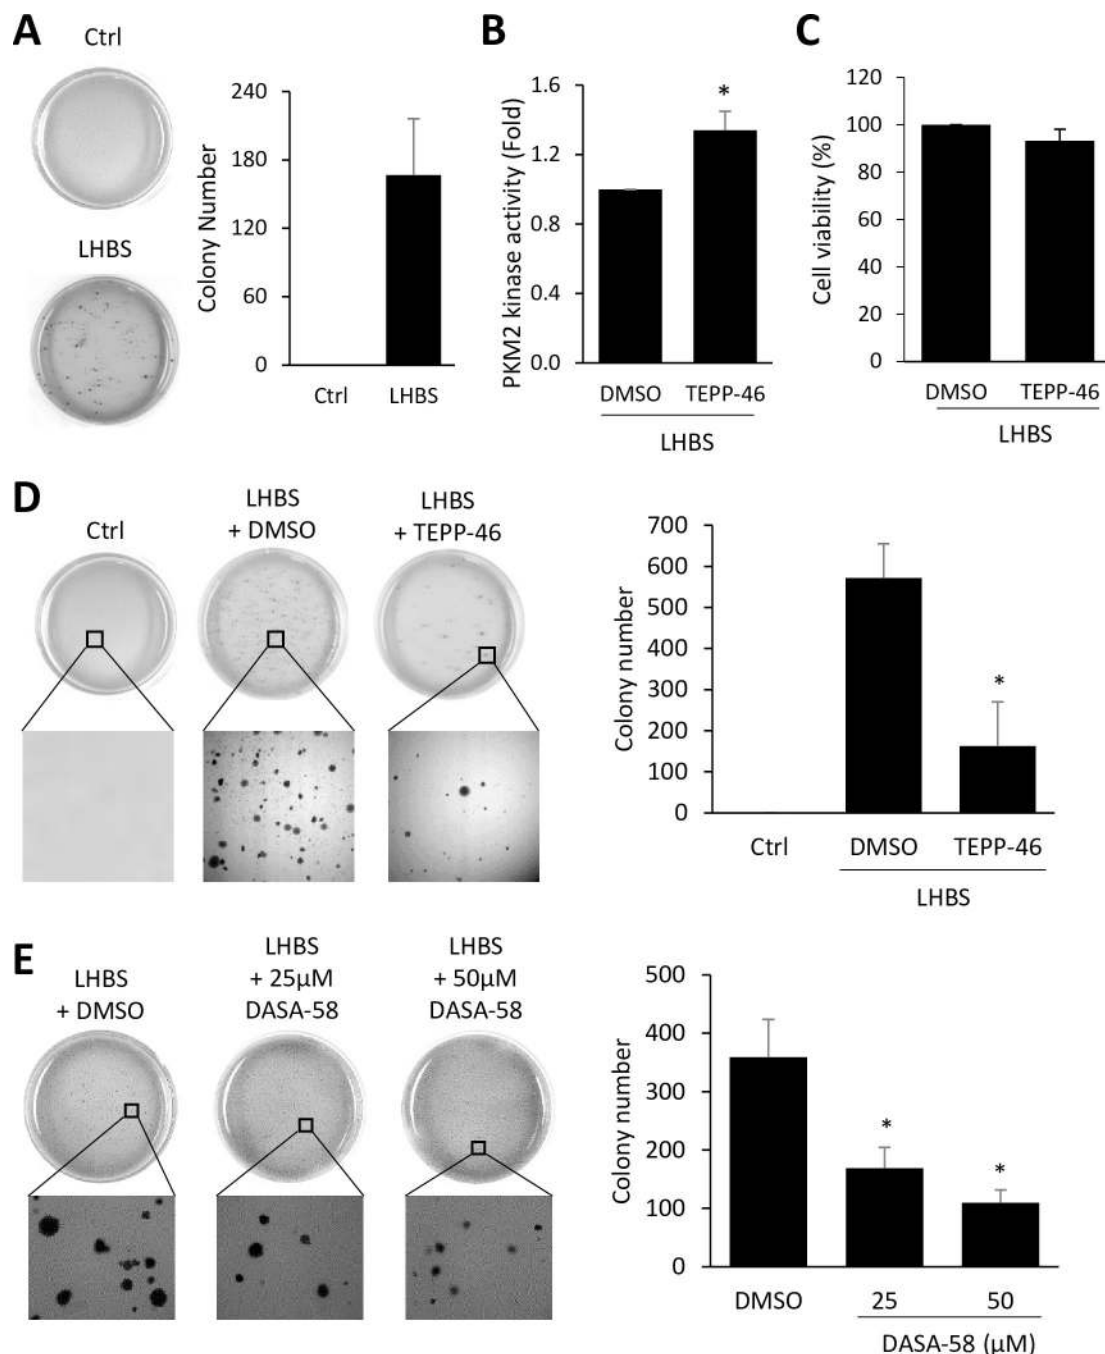 A
Ctrl
LHBS
Colony Number
240
180
120
60
0
Ctrl
LHBS
B
PKM2 kinase activity (Fold)
1.6
1.2
0.8
0.4
0.0
*
DMSO
TEPP-46
LHBS
C
Cell viability (%)
120
100
80
60
40
20
0
DMSO
TEPP-46
LHBS
D
Ctrl
LHBS
+ DMSO
LHBS
+ TEPP-46
Colony number
700
600
500
400
300
200
100
0
*
Ctrl
DMSO
TEPP-46
LHBS
E
LHBS
+ DMSO
LHBS
+ 25μM
DASA-58
LHBS
+ 50μM
DASA-58
Colony number
500
400
300
200
100
0
*
*
DMSO
25
50
DASA-58 (μM)